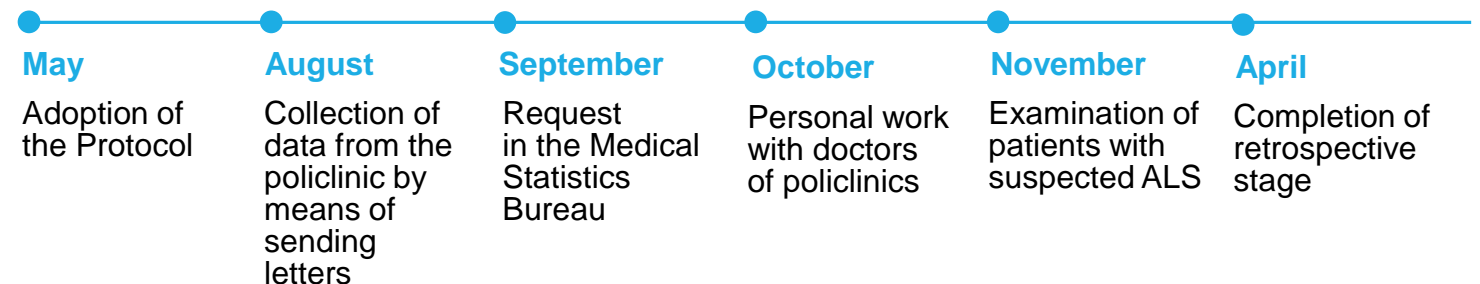 May
Adoption of
the Protocol
August
Collection of
data from the
policlinic by
means of
sending
letters
September
Request
in the Medical
Statistics
Bureau
October
Personal work
with doctors
of policlinics
November
Examination of
patients with
suspected ALS
April
Completion of
retrospective
stage